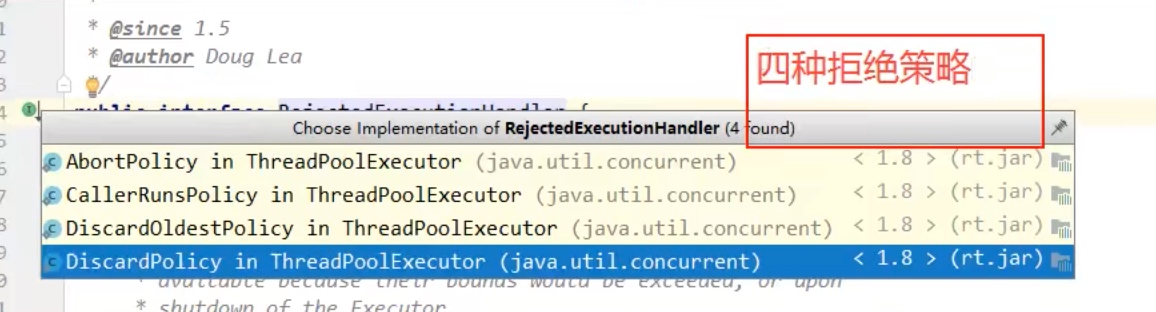 * @since 1.5
* @author Doug Lea
四种拒绝策略
*/
public interface RejectedExecutionHandler {
Choose Implementation of RejectedExecutionHandler (4 found)
AbortPolicy in ThreadPoolExecutor (java.util.concurrent) < 1.8 > (rt.jar)
CallerRunsPolicy in ThreadPoolExecutor (java.util.concurrent) < 1.8 > (rt.jar)
DiscardOldestPolicy in ThreadPoolExecutor (java.util.concurrent) < 1.8 > (rt.jar)
DiscardPolicy in ThreadPoolExecutor (java.util.concurrent) < 1.8 > (rt.jar)
* available because their bounds would be exceeded, or upon
* shutdown of the Executor